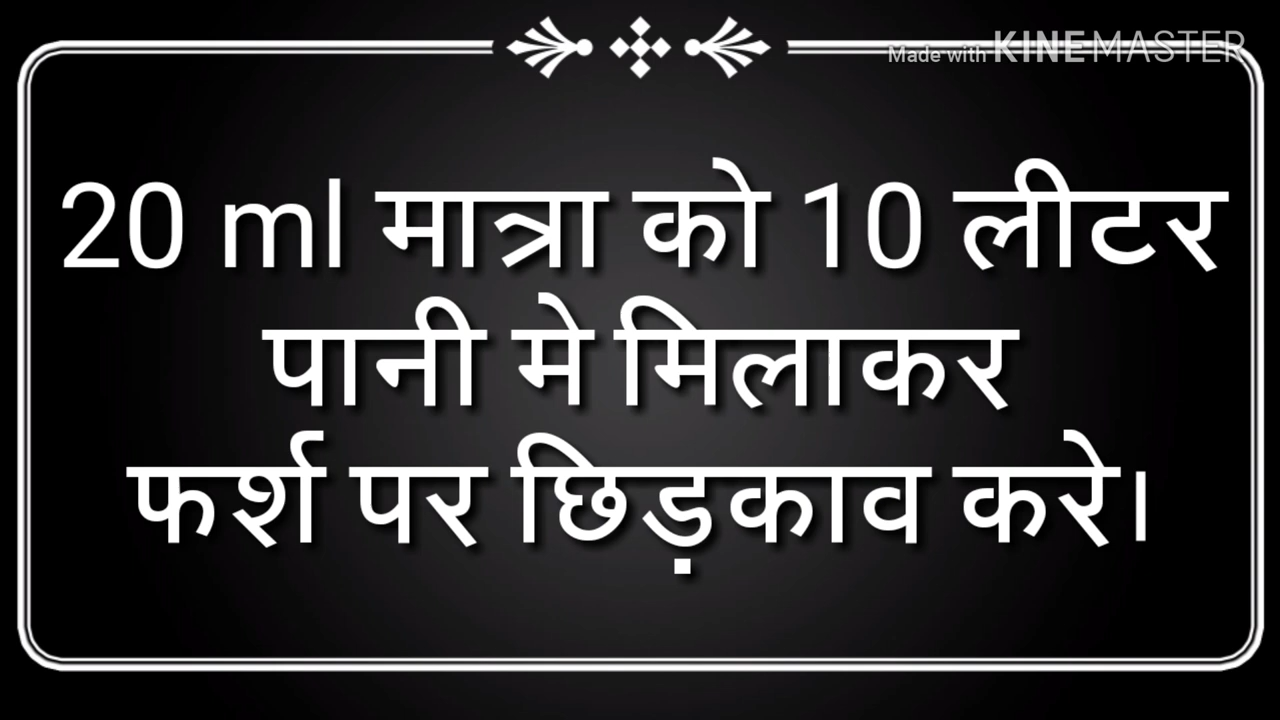 Made with KINEMASTER
20 ml मात्रा को 10 लीटर
पानी मे मिलाकर
फर्श पर छिड़काव करे।